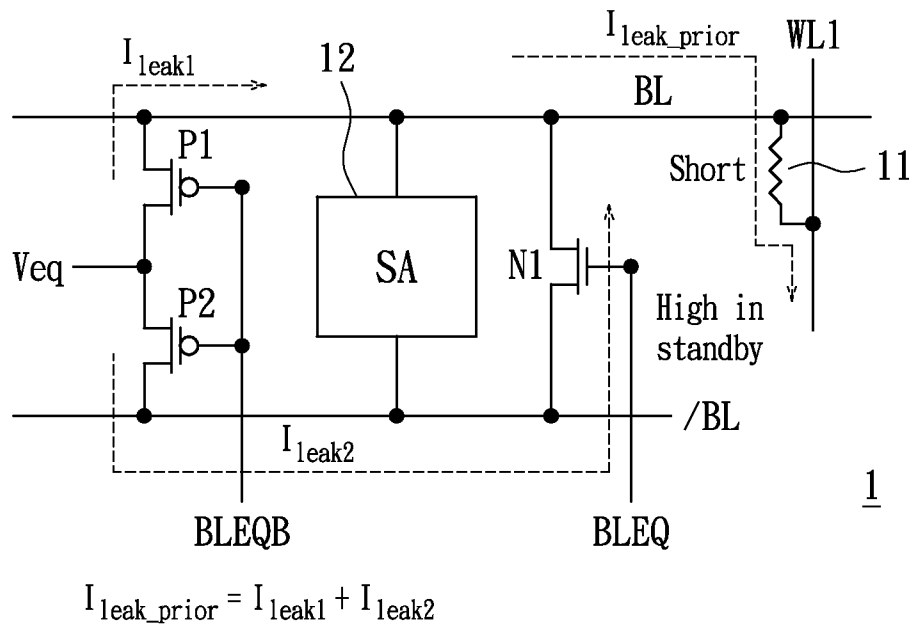 I_leak1
12
I_leak_prior
WL1
BL
P1
Short
11
Veq
SA
N1
P2
High in
standby
/BL
I_leak2
1
BLEQB
BLEQ
I_leak_prior = I_leak1 + I_leak2